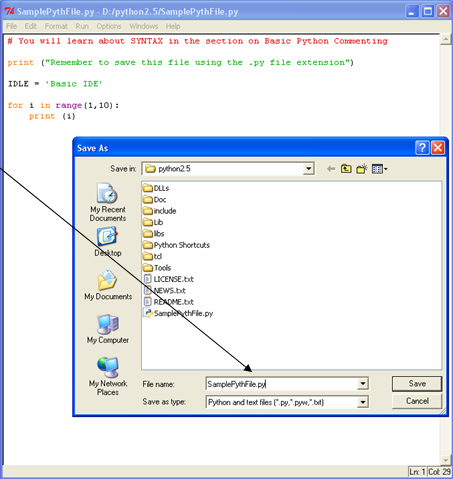 SamplePythFile.py - D:/python2.5/SamplePythFile.py
File Edit Format Run Options Windows Help
# You will learn about SYNTAX in the section on Basic Python Commenting
print ("Remember to save this file using the .py file extension")
IDLE = 'Basic IDE'
for i in range(1,10):
    print (i)
Save As
Save in: python2.5
My Recent Documents
Desktop
My Documents
My Computer
My Network Places
DLLs
Doc
include
Lib
libs
Python Shortcuts
tcl
Tools
LICENSE.txt
NEWS.txt
README.txt
SamplePythFile.py
File name: SamplePythFile.py Save
Save as type: Python and text files (*.py,*.pyw,*.txt) Cancel
Ln: 1 Col: 29